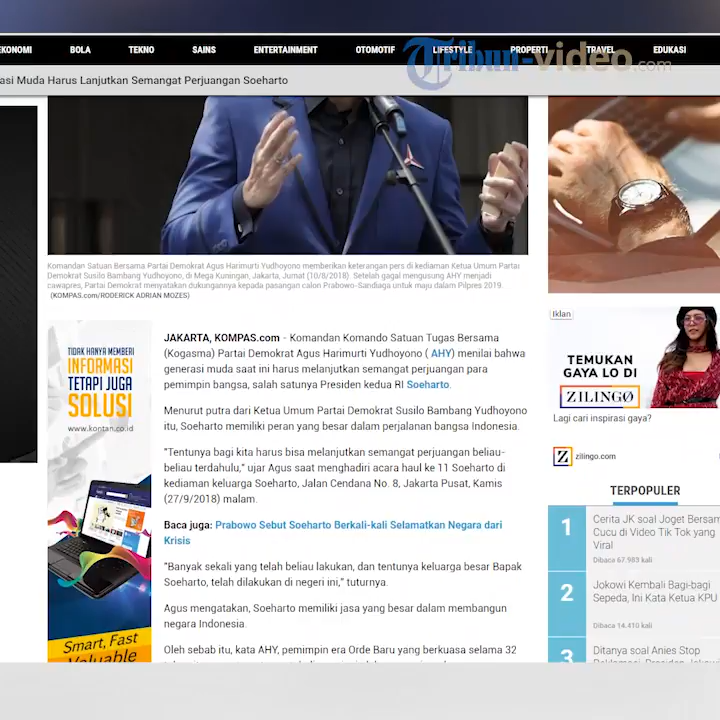 EKONOMI BOLA TEKNO SAINS ENTERTAINMENT OTOMOTIF LIFESTYLE PROPERTI TRAVEL EDUKASI
Tribun-video.com
asi Muda Harus Lanjutkan Semangat Perjuangan Soeharto
Komandan Satuan Bersama Partai Demokrat Agus Harimurti Yudhoyono memberikan keterangan pers di kediaman Ketua Umum Partai
Demokrat Susilo Bambang Yudhoyono, di Mega Kuningan, Jakarta, Jumat (10/8/2018). Setelah gagal mengusung AHY menjadi
cawapres, Partai Demokrat menyatakan dukungannya kepada pasangan calon Prabowo-Sandiaga untuk maju dalam Pilpres 2019.
(KOMPAS.com/RODERICK ADRIAN MOZES)
TIDAK HANYA MEMBERI
INFORMASI
TETAPI JUGA
SOLUSI
www.kontan.co.id
Smart, Fast
Valuable
JAKARTA, KOMPAS.com - Komandan Komando Satuan Tugas Bersama
(Kogasma) Partai Demokrat Agus Harimurti Yudhoyono ( AHY) menilai bahwa
generasi muda saat ini harus melanjutkan semangat perjuangan para
pemimpin bangsa, salah satunya Presiden kedua RI Soeharto.
Menurut putra dari Ketua Umum Partai Demokrat Susilo Bambang Yudhoyono
itu, Soeharto memiliki peran yang besar dalam perjalanan bangsa Indonesia.
"Tentunya bagi kita harus bisa melanjutkan semangat perjuangan beliau-
beliau terdahulu," ujar Agus saat menghadiri acara haul ke 11 Soeharto di
kediaman keluarga Soeharto, Jalan Cendana No. 8, Jakarta Pusat, Kamis
(27/9/2018) malam.
Baca juga: Prabowo Sebut Soeharto Berkali-kali Selamatkan Negara dari
Krisis
"Banyak sekali yang telah beliau lakukan, dan tentunya keluarga besar Bapak
Soeharto, telah dilakukan di negeri ini," tuturnya.
Agus mengatakan, Soeharto memiliki jasa yang besar dalam membangun
negara Indonesia.
Oleh sebab itu, kata AHY, pemimpin era Orde Baru yang berkuasa selama 32
Iklan
TEMUKAN
GAYA LO DI
ZILINGO
Lagi cari inspirasi gaya?
Z zilingo.com
TERPOPULER
1 Cerita JK soal Joget Bersam
Cucu di Video Tik Tok yang
Viral
Dibaca 67.983 kali
2 Jokowi Kembali Bagi-bagi
Sepeda, Ini Kata Ketua KPU
Dibaca 14.410 kali
3 Ditanya soal Anies Stop